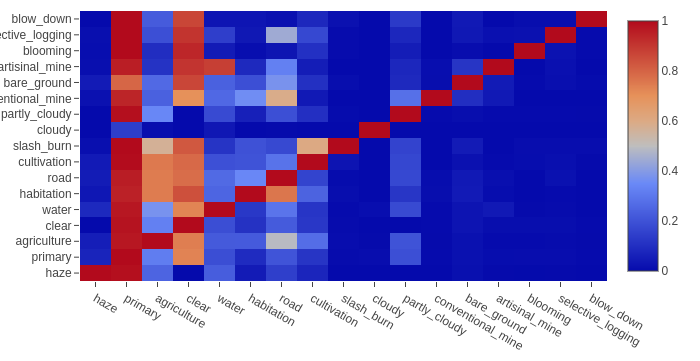 blow_down
ective_logging
blooming
artisinal_mine
bare_ground
entional_mine
partly_cloudy
cloudy
slash_burn
cultivation
road
habitation
water
clear
agriculture
primary
haze
haze
primary
agriculture
clear
water
habitation
road
cultivation
slash_burn
cloudy
partly_cloudy
conventional_mine
bare_ground
artisinal_mine
blooming
selective_logging
blow_down
1
0.8
0.6
0.4
0.2
0